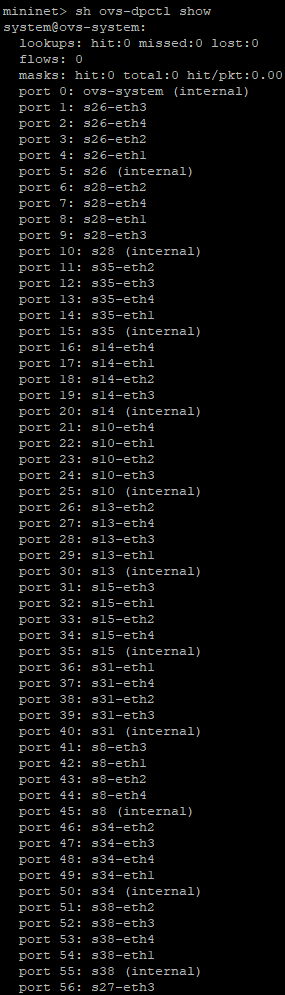 mininet> sh ovs-dpctl show
system@ovs-system:
lookups: hit:0 missed:0 lost:0
flows: 0
masks: hit:0 total:0 hit/pkt:0.00
port 0: ovs-system (internal)
port 1: s26-eth3
port 2: s26-eth4
port 3: s26-eth2
port 4: s26-eth1
port 5: s26 (internal)
port 6: s28-eth2
port 7: s28-eth4
port 8: s28-eth1
port 9: s28-eth3
port 10: s28 (internal)
port 11: s35-eth2
port 12: s35-eth3
port 13: s35-eth4
port 14: s35-eth1
port 15: s35 (internal)
port 16: s14-eth4
port 17: s14-eth1
port 18: s14-eth2
port 19: s14-eth3
port 20: s14 (internal)
port 21: s10-eth4
port 22: s10-eth1
port 23: s10-eth2
port 24: s10-eth3
port 25: s10 (internal)
port 26: s13-eth2
port 27: s13-eth4
port 28: s13-eth3
port 29: s13-eth1
port 30: s13 (internal)
port 31: s15-eth3
port 32: s15-eth1
port 33: s15-eth2
port 34: s15-eth4
port 35: s15 (internal)
port 36: s31-eth1
port 37: s31-eth4
port 38: s31-eth2
port 39: s31-eth3
port 40: s31 (internal)
port 41: s8-eth3
port 42: s8-eth1
port 43: s8-eth2
port 44: s8-eth4
port 45: s8 (internal)
port 46: s34-eth2
port 47: s34-eth3
port 48: s34-eth4
port 49: s34-eth1
port 50: s34 (internal)
port 51: s38-eth2
port 52: s38-eth3
port 53: s38-eth4
port 54: s38-eth1
port 55: s38 (internal)
port 56: s27-eth3